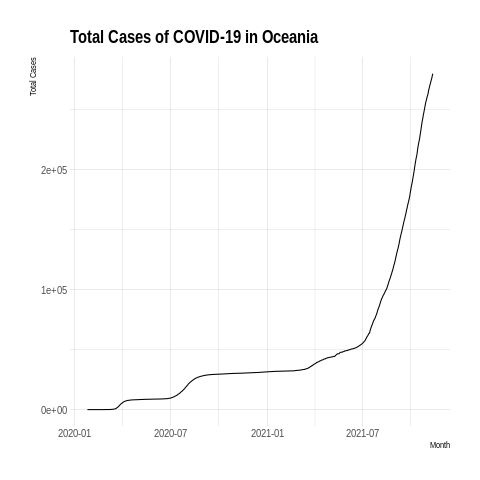 Total Cases of COVID-19 in Oceania
Total Cases
2e+05
1e+05
0e+00
2020-01 2020-07 2021-01 2021-07
Month